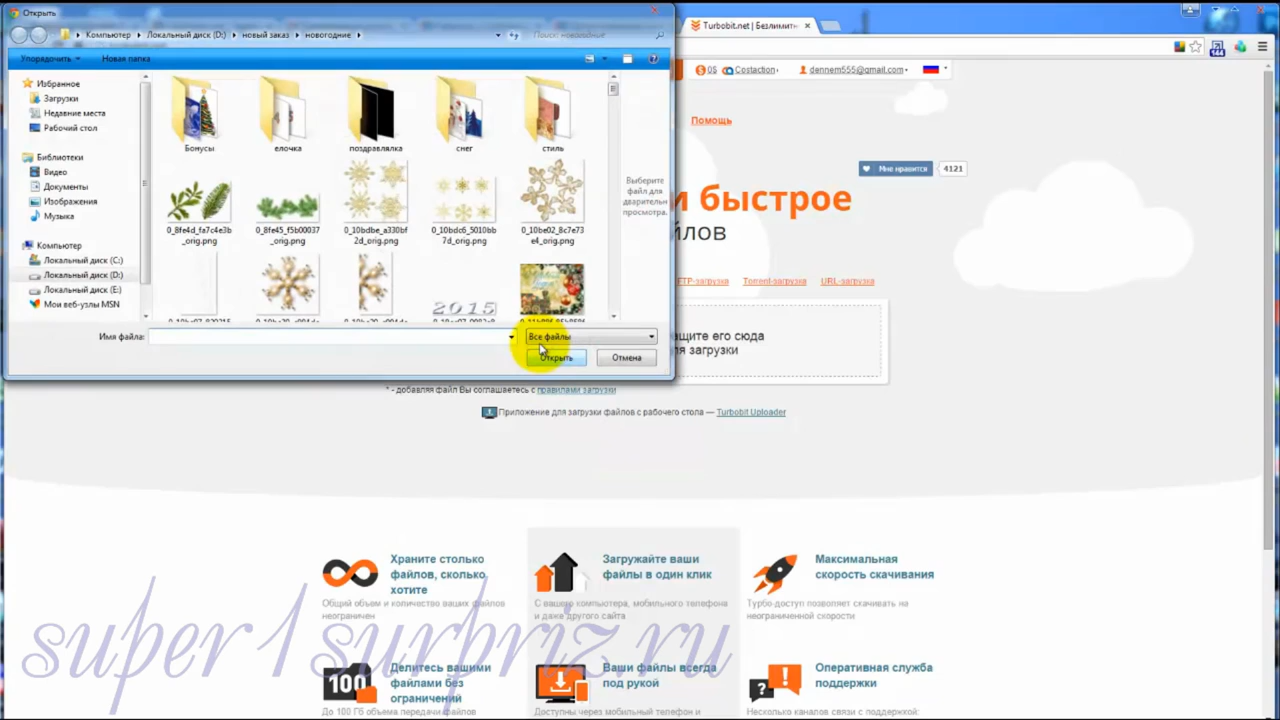 Открыть
Turbobit.net | Безлимитн
Компьютер ▸ Локальный диск (D:) ▸ новый заказ ▸ новогодние ▸
Поиск: новогодние
Упорядочить Новая папка
0$ Costaction dennem555@gmail.com
Избранное
Загрузки
Недавние места
Рабочий стол
Библиотеки
Видео
Документы
Изображения
Музыка
Компьютер
Локальный диск (C:)
Локальный диск (D:)
Локальный диск (E:)
Мои веб-узлы MSN
Бонусы
елочка
поздравлялка
снег
стиль
0_8fe4d_fa7c4e3b
_orig.png
0_8fe45_f5b00037
_orig.png
0_10bdbe_a330bf
2d_orig.png
0_10bdc6_5010bb
7d_orig.png
0_10be02_8c7e73
e4_orig.png
2015
Выберите
файл для
дварительн
просмотра.
Имя файла:
Все файлы
Открыть
Отмена
Помощь
Мне нравится 4121
и быстрое
йлов
FTP-загрузка Torrent-загрузка URL-загрузка
ащите его сюда
ля загрузки
* - добавляя файл Вы соглашаетесь с правилами загрузки
Приложение для загрузки файлов с рабочего стола — Turbobit Uploader
Храните столько
файлов, сколько
хотите
Общий объем и количество ваших файлов
неограничен
Загружайте ваши
файлы в один клик
С вашего компьютера, мобильного телефона
и даже другого сайта
Максимальная
скорость скачивания
Турбо-доступ позволяет скачивать на
неограниченной скорости
100
Делитесь вашими
файлами без
ограничений
До 100 Гб объема передачи файлов
Ваши файлы всегда
под рукой
Доступны через мобильный телефон и
Оперативная служба
поддержки
Несколько каналов связи с поддержкой:
super1surpriz.ru